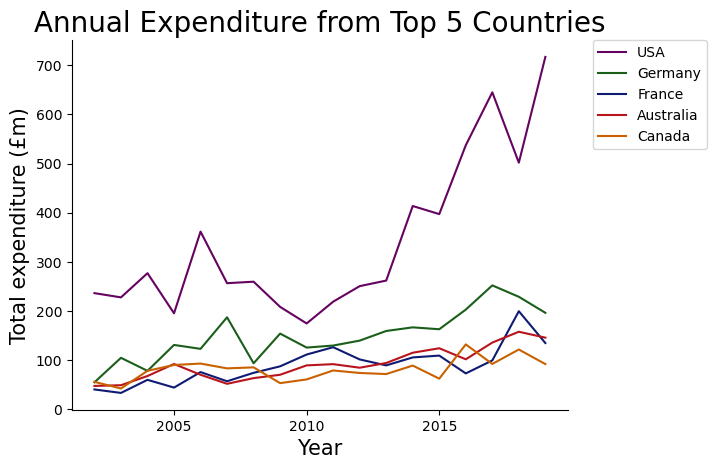 Annual Expenditure from Top 5 Countries
Total expenditure (£m)
700
600
500
400
300
200
100
0
2005
2010
2015
Year
USA
Germany
France
Australia
Canada